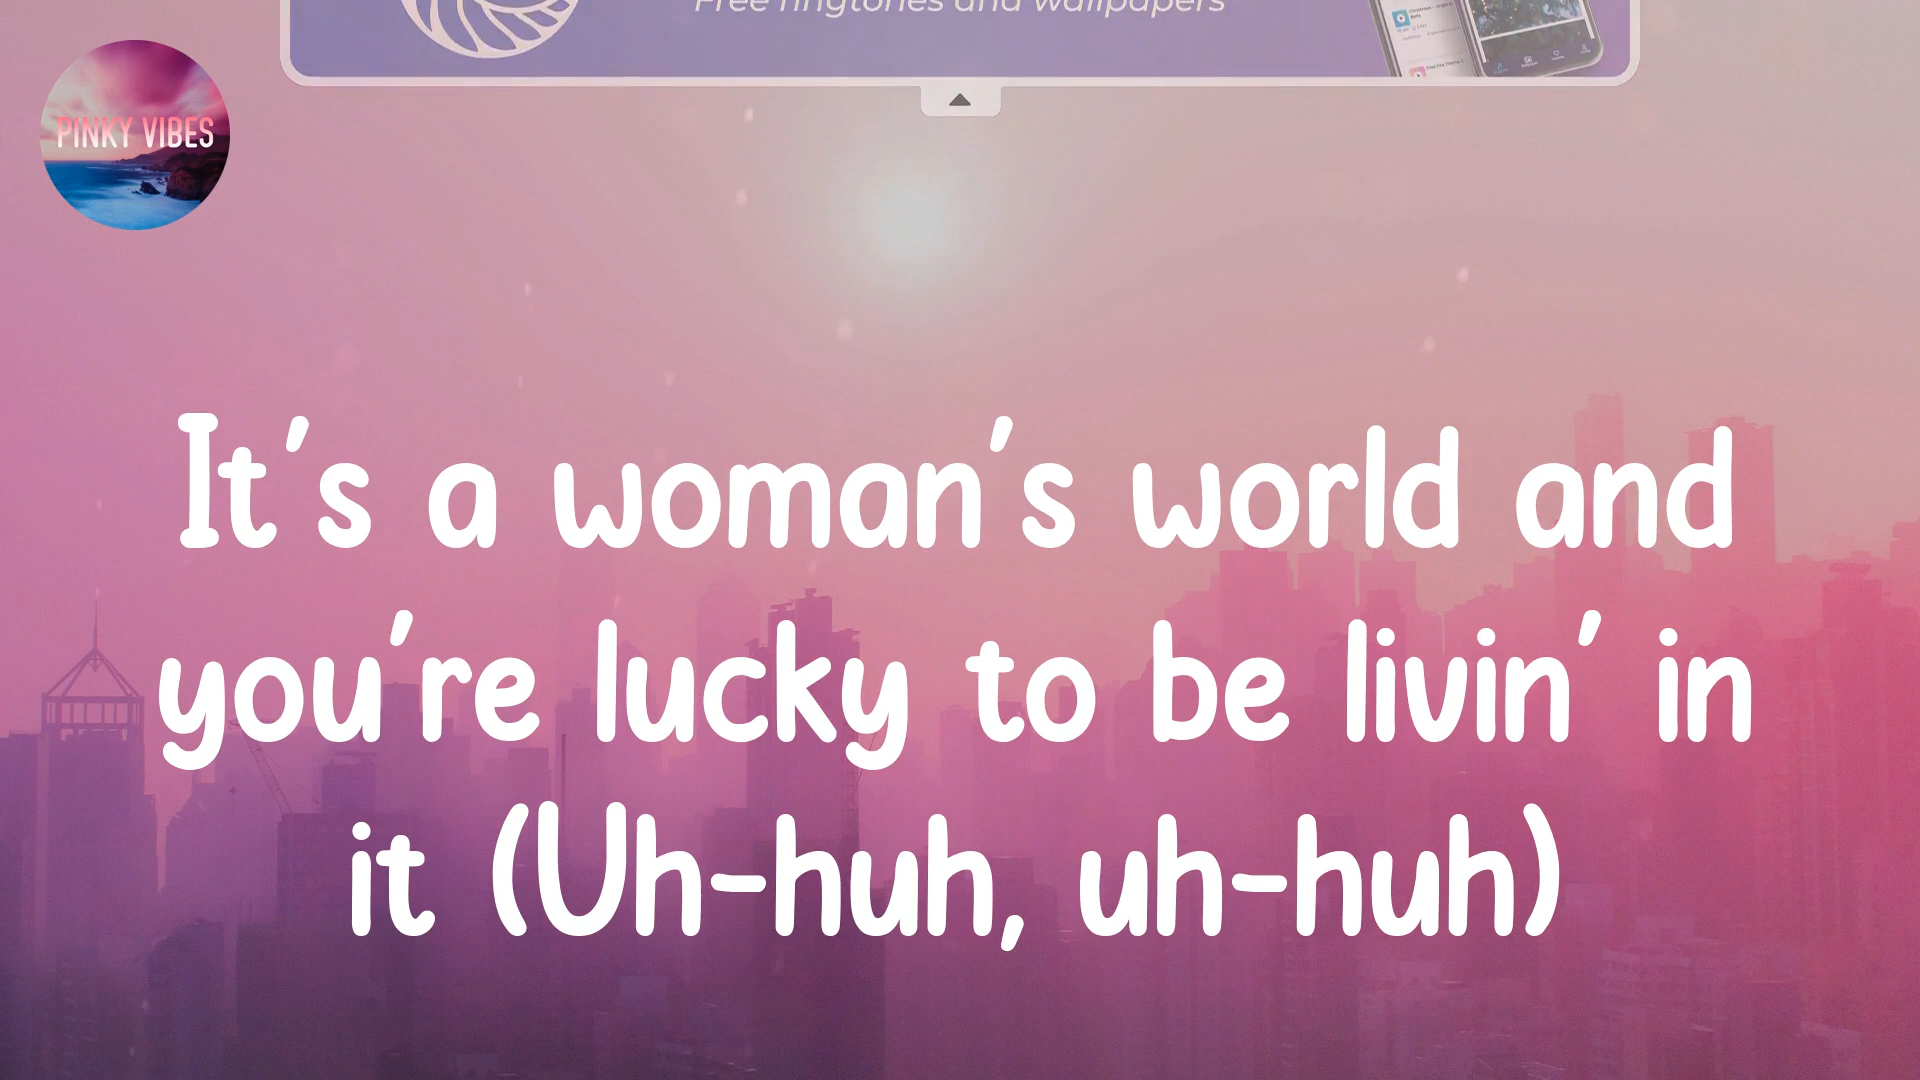 Free ringtones and wallpapers
PINKY VIBES
It's a woman's world and
you're lucky to be livin' in
it (Uh-huh, uh-huh)